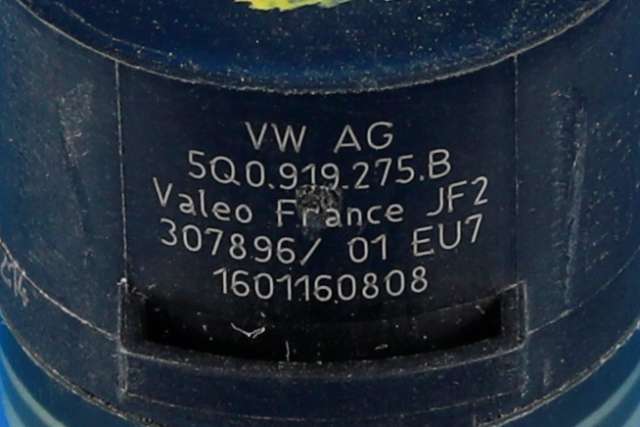 VW AG
5Q0.919.275.B
Valeo France JF2
307896/ 01 EU7
1601160808